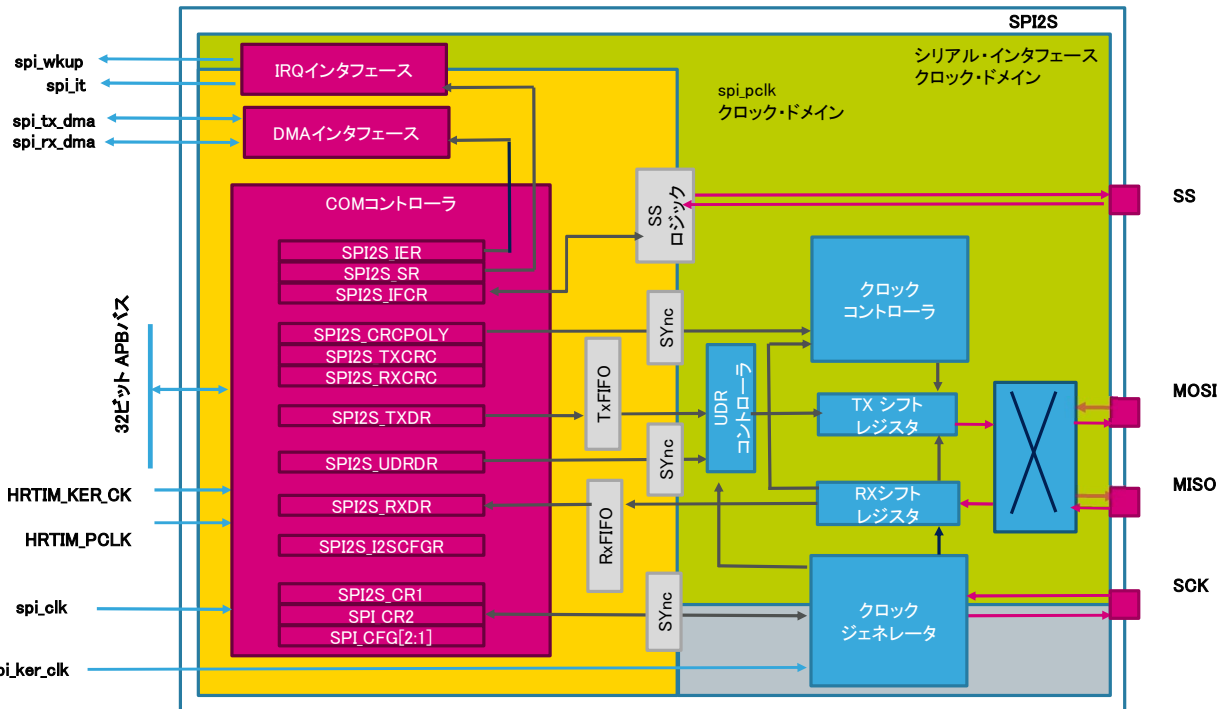 SPI2S
シリアル・インタフェース
クロック・ドメイン
spi_pclk
クロック・ドメイン
spi_wkup
spi_it
IRQインタフェース
spi_tx_dma
spi_rx_dma
DMAインタフェース
COMコントローラ
SPI2S_IER
SPI2S_SR
SPI2S_IFCR
SPI2S_CRCPOLY
SPI2S_TXCRC
SPI2S_RXCRC
SPI2S_TXDR
SPI2S_UDRDR
SPI2S_RXDR
SPI2S_I2SCFGR
SPI2S_CR1
SPI CR2
SPI_CFG[2:1]
32ビット APBバス
HRTIM_KER_CK
HRTIM_PCLK
spi_clk
pi_ker_clk
SS
ロジック
SYnc
TxFIFO
SYnc
RxFIFO
SYnc
UDR
コントローラ
クロック
コントローラ
TX シフト
レジスタ
RXシフト
レジスタ
クロック
ジェネレータ
SS
MOSI
MISO
SCK